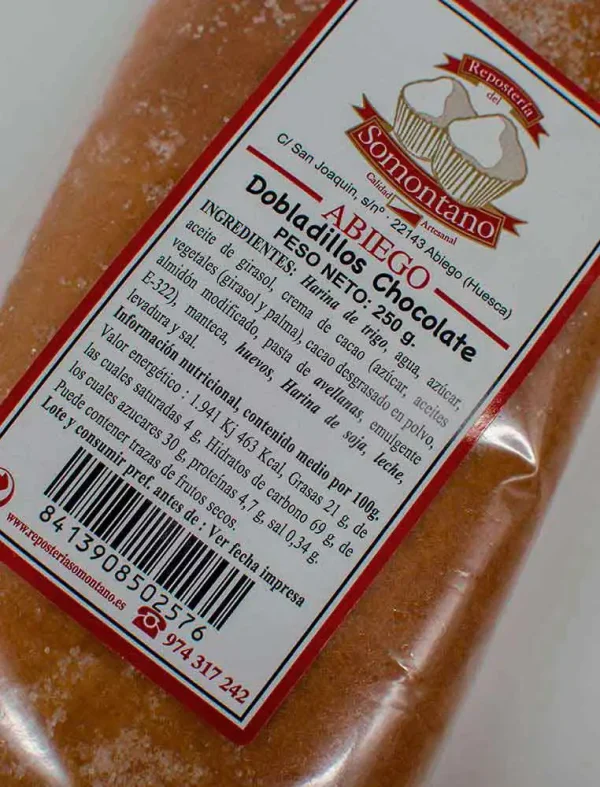 Repostería
del
Somontano
Calidad Artesanal
C/ San Joaquin, s/nº · 22143 Abiego (Huesca)
ABIEGO
Dobladillos Chocolate
PESO NETO: 250 g.
INGREDIENTES: Harina de trigo, agua, azúcar,
aceite de girasol, crema de cacao (azúcar, aceites
vegetales (girasol y palma), cacao desgrasado en polvo,
almidón modificado, pasta de avellanas, emulgente
E-322), manteca, huevos, Harina de soja, leche,
levadura y sal.
Información nutricional, contenido medio por 100g.
Valor energético : 1.941 Kj 463 Kcal, Grasas 21 g, de
las cuales saturadas 4 g, Hidratos de carbono 69 g, de
los cuales azucares 30 g, proteínas 4,7 g, sal 0,34 g.
Puede contener trazas de frutos secos.
Lote y consumir pref. antes de : Ver fecha impresa
8413908502576
www.reposteriasomontano.es
974 317 242